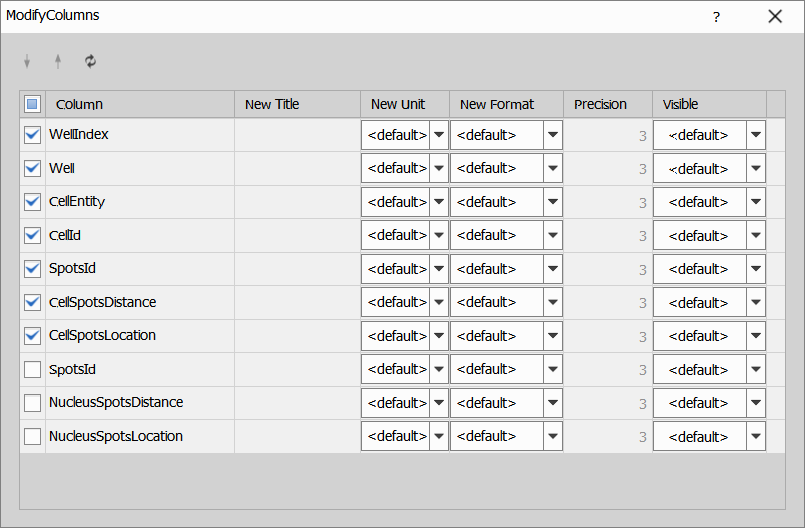 ModifyColumns ?
Column New Title New Unit New Format Precision Visible
WellIndex <default> <default> 3 <default>
Well <default> <default> 3 <default>
CellEntity <default> <default> 3 <default>
CellId <default> <default> 3 <default>
SpotsId <default> <default> 3 <default>
CellSpotsDistance <default> <default> 3 <default>
CellSpotsLocation <default> <default> 3 <default>
SpotsId <default> <default> 3 <default>
NucleusSpotsDistance <default> <default> 3 <default>
NucleusSpotsLocation <default> <default> 3 <default>